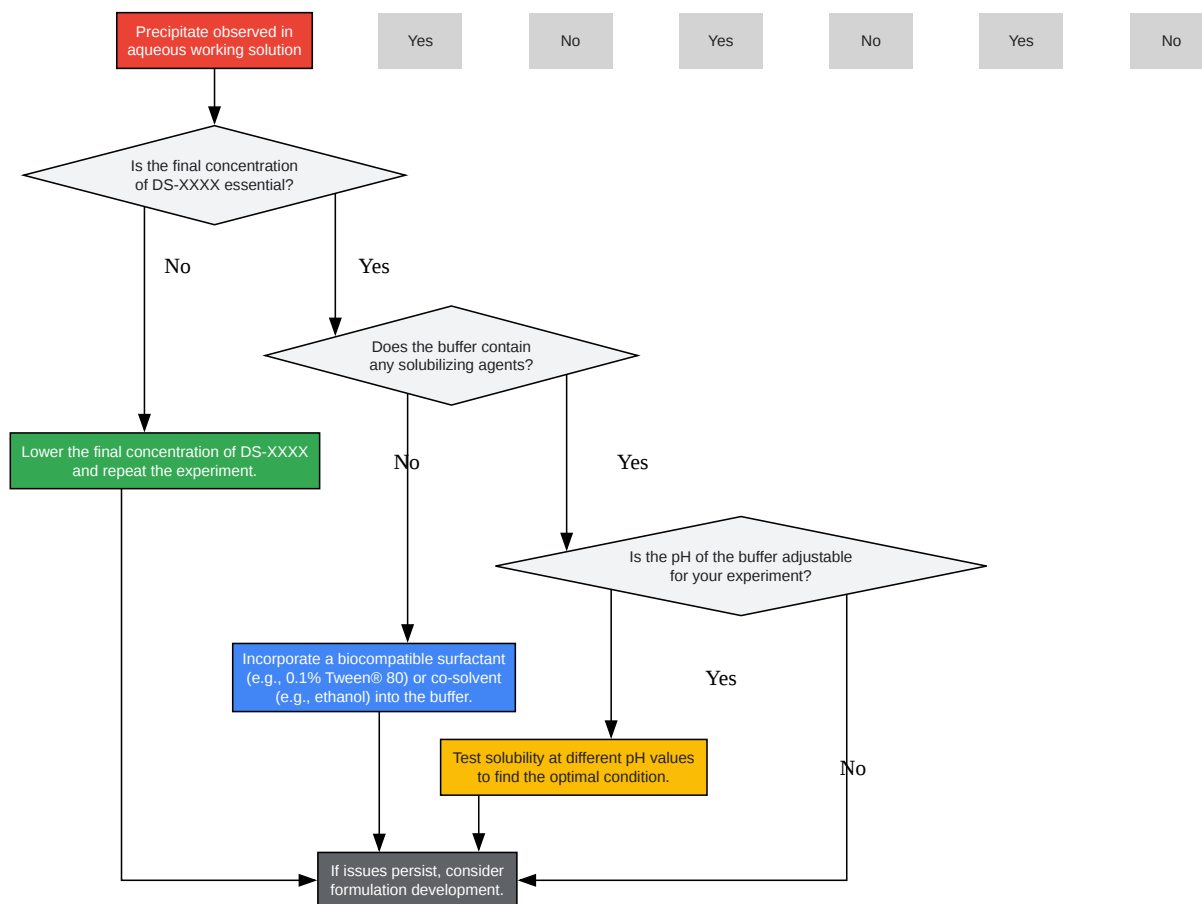 Precipitate observed in
aqueous working solution
Yes
No
Yes
No
Yes
No
Is the final concentration
of DS-XXXX essential?
No
Yes
Does the buffer contain
any solubilizing agents?
Lower the final concentration of DS-XXXX
and repeat the experiment.
No
Yes
Is the pH of the buffer adjustable
for your experiment?
Incorporate a biocompatible surfactant
(e.g., 0.1% Tween® 80) or co-solvent
(e.g., ethanol) into the buffer.
Yes
Test solubility at different pH values
to find the optimal condition.
No
If issues persist, consider
formulation development.